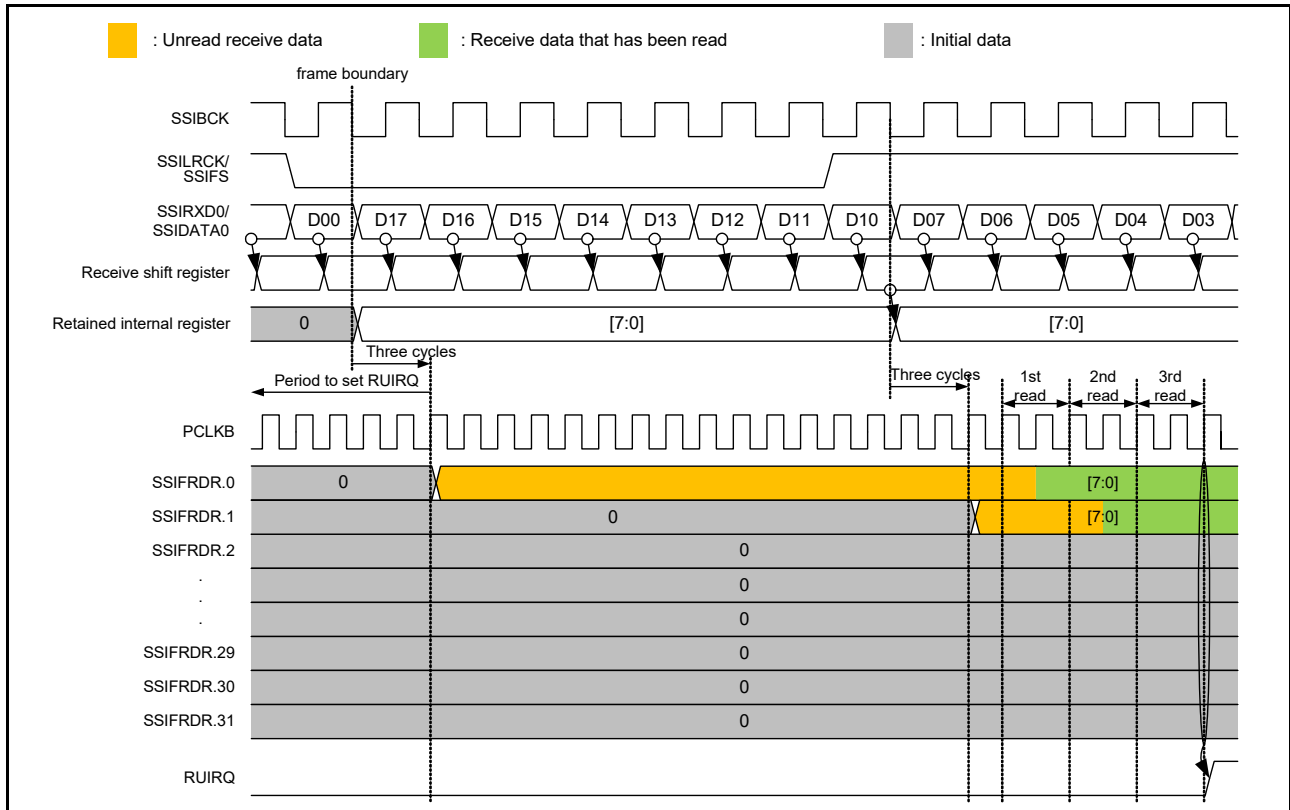 : Unread receive data
: Receive data that has been read
: Initial data
frame boundary
SSIBCK
SSILRCK/
SSIFS
SSIRXD0/
SSIDATA0
D00 D17 D16 D15 D14 D13 D12 D11 D10 D07 D06 D05 D04 D03
Receive shift register
Retained internal register 0 [7:0] [7:0]
Three cycles
Period to set RUIRQ
Three cycles
1st
read
2nd
read
3rd
read
PCLKB
SSIFRDR.0 0 [7:0]
SSIFRDR.1 0 [7:0]
SSIFRDR.2 0
. 0
.
. 0
SSIFRDR.29 0
SSIFRDR.30 0
SSIFRDR.31 0
RUIRQ